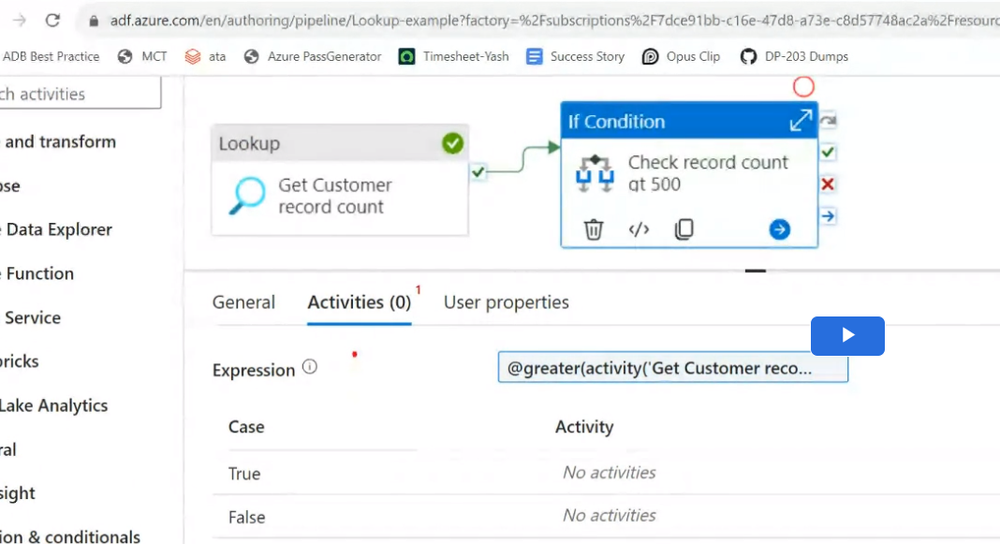 adf.azure.com/en/authoring/pipeline/Lookup-example?factory=%2Fsubscriptions%2F7dce91bb-c16e-47d8-a73e-c8d57748ac2a%2Fresourc
ADB Best Practice MCT ata Azure PassGenerator Timesheet-Yash Success Story Opus Clip DP-203 Dumps
ch activities
and transform
pse
Data Explorer
Function
Service
bricks
Lake Analytics
ral
sight
ion & conditionals
Lookup
Get Customer
record count
If Condition
Check record count
gt 500
General Activities (0) 1 User properties
Expression
@greater(activity('Get Customer reco...
Case Activity
True No activities
False No activities